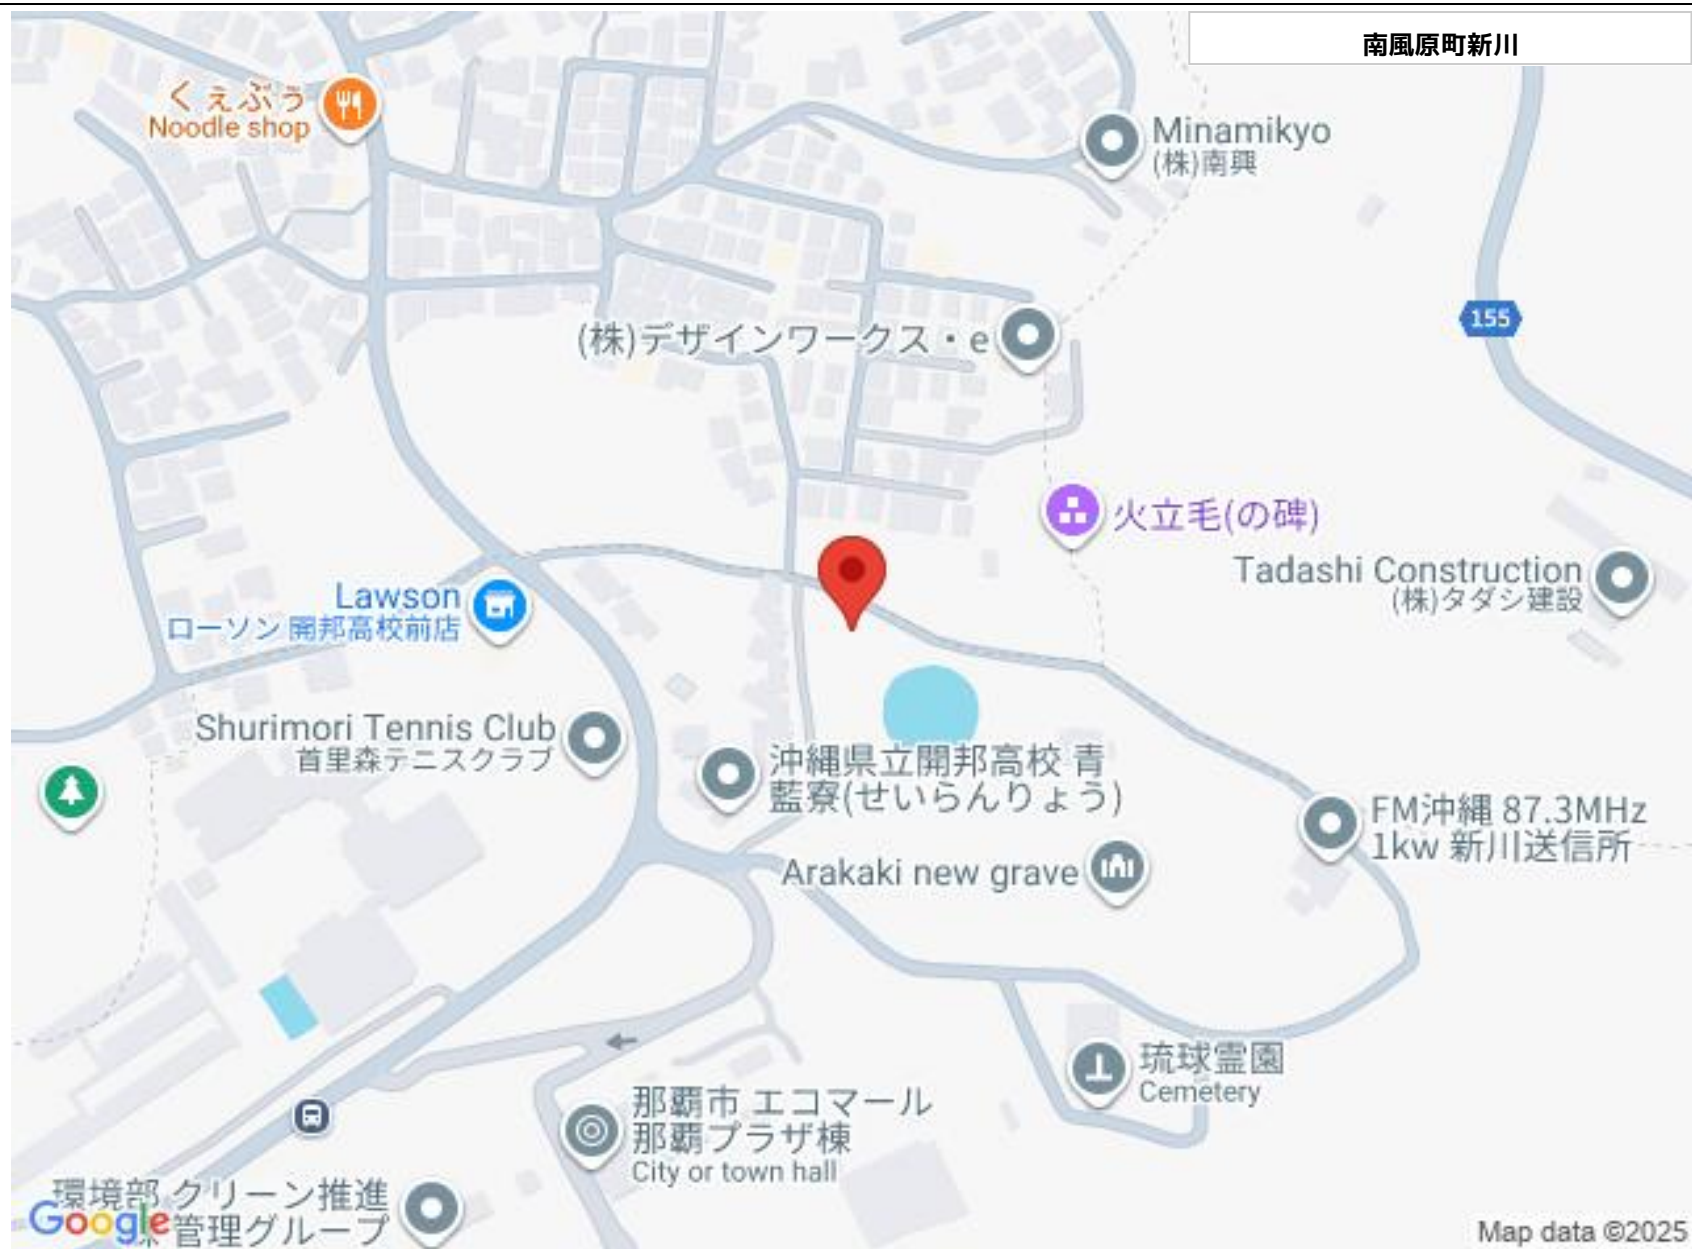 南風原町新川
くぇぶぅ
Noodle shop
Minamikyo
(株)南興
155
(株)デザインワークス・e
火立毛(の碑)
Tadashi Construction
(株)タダシ建設
Lawson
ローソン 開邦高校前店
Shurimori Tennis Club
首里森テニスクラブ
沖縄県立開邦高校 青
藍寮(せいらんりょう)
FM沖縄 87.3MHz
1kw 新川送信所
Arakaki new grave
琉球霊園
Cemetery
那覇市 エコマール
那覇プラザ棟
City or town hall
環境部 クリーン推進
管理グループ
Google
Map data ©2025